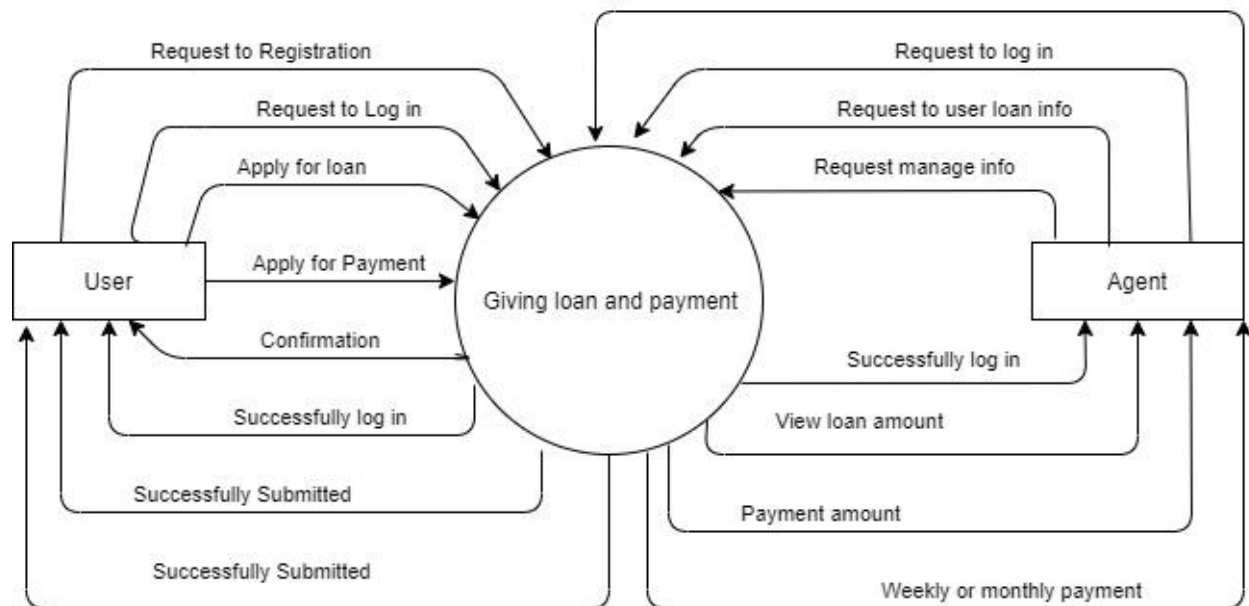 Request to Registration
Request to log in
Request to Log in
Request to user loan info
Apply for loan
Request manage info
User
Apply for Payment
Giving loan and payment
Agent
Confirmation
Successfully log in
Successfully log in
View loan amount
Successfully Submitted
Payment amount
Successfully Submitted
Weekly or monthly payment